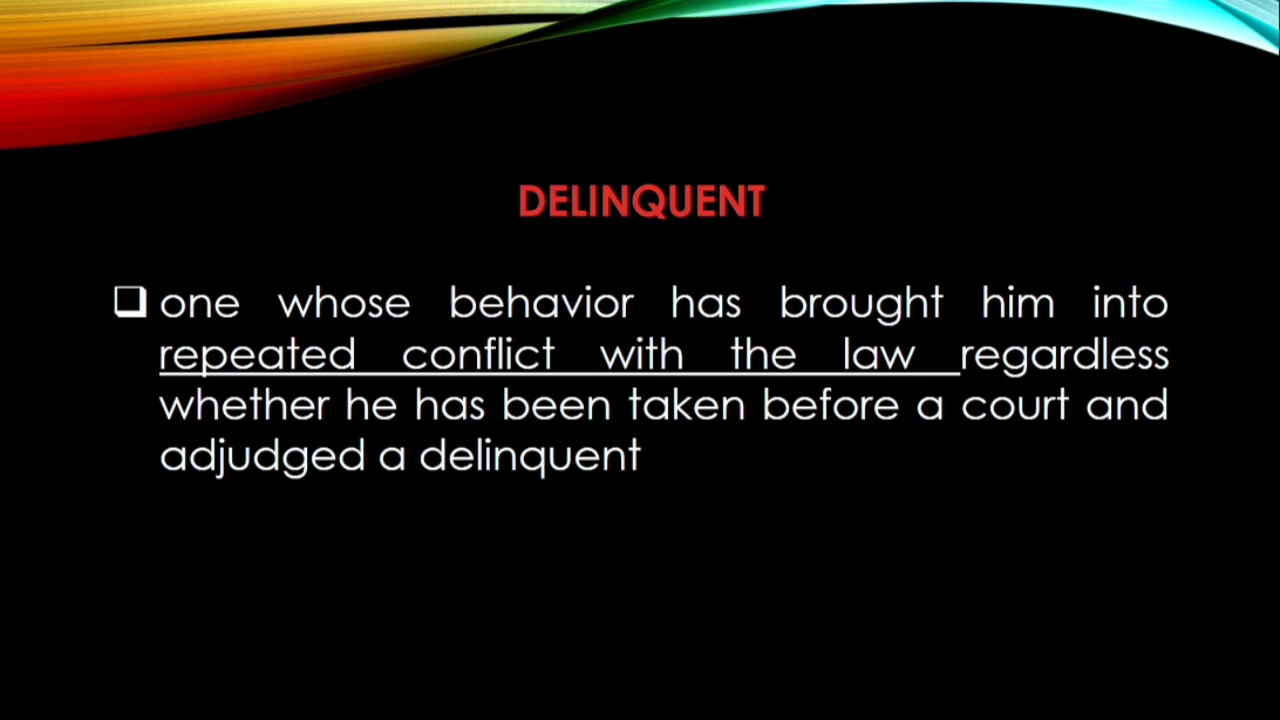 DELINQUENT
❑ one whose behavior has brought him into
repeated conflict with the law regardless
whether he has been taken before a court and
adjudged a delinquent